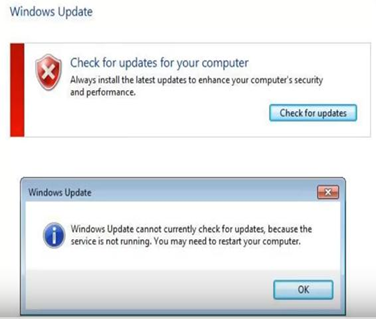 Windows Update
Check for updates for your computer
Always install the latest updates to enhance your computer's security
and performance.
Check for updates
Windows Update
Windows Update cannot currently check for updates, because the
service is not running. You may need to restart your computer.
OK